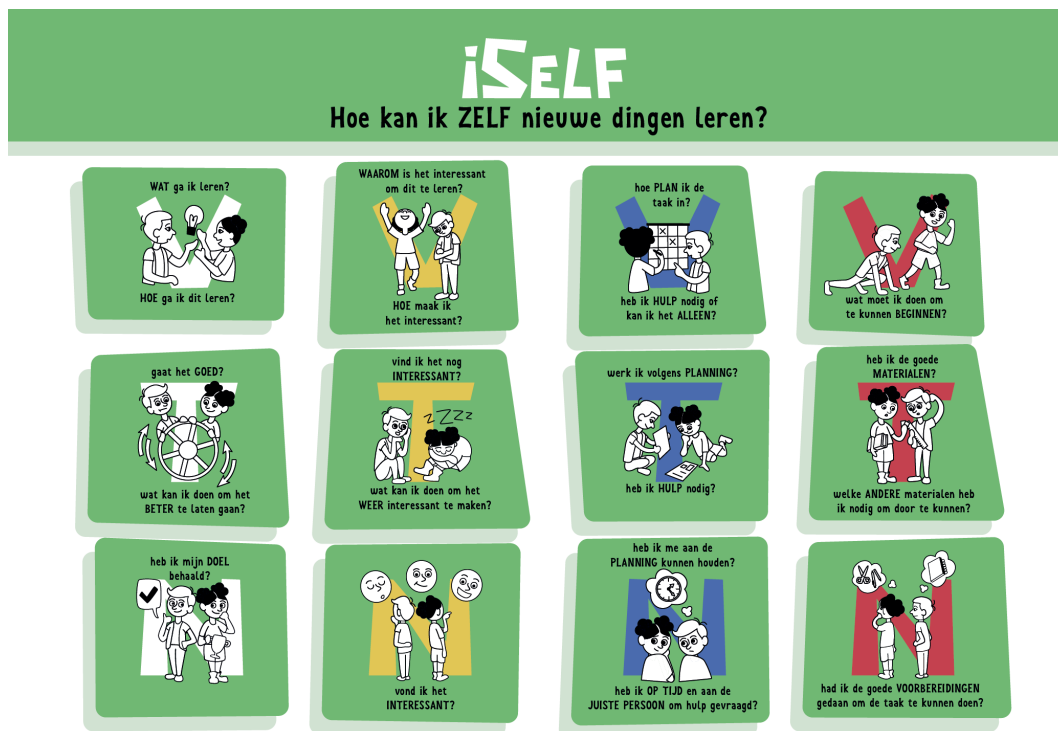 iSELF
Hoe kan ik ZELF nieuwe dingen leren?
WAT ga ik leren?
HOE ga ik dit leren?
WAAROM is het interessant
om dit te leren?
HOE maak ik
het interessant?
hoe PLAN ik de
taak in?
heb ik HULP nodig of
kan ik het ALLEEN?
wat moet ik doen om
te kunnen BEGINNEN?
gaat het GOED?
wat kan ik doen om het
BETER te laten gaan?
vind ik het nog
INTERESSANT?
zZZZ
wat kan ik doen om het
WEER interessant te maken?
werk ik volgens PLANNING?
heb ik HULP nodig?
heb ik de goede
MATERIALEN?
welke ANDERE materialen heb
ik nodig om door te kunnen?
heb ik mijn DOEL
behaald?
vond ik het
INTERESSANT?
heb ik me aan de
PLANNING kunnen houden?
heb ik OP TIJD en aan de
JUISTE PERSOON om hulp gevraagd?
had ik de goede VOORBEREIDINGEN
gedaan om de taak te kunnen doen?